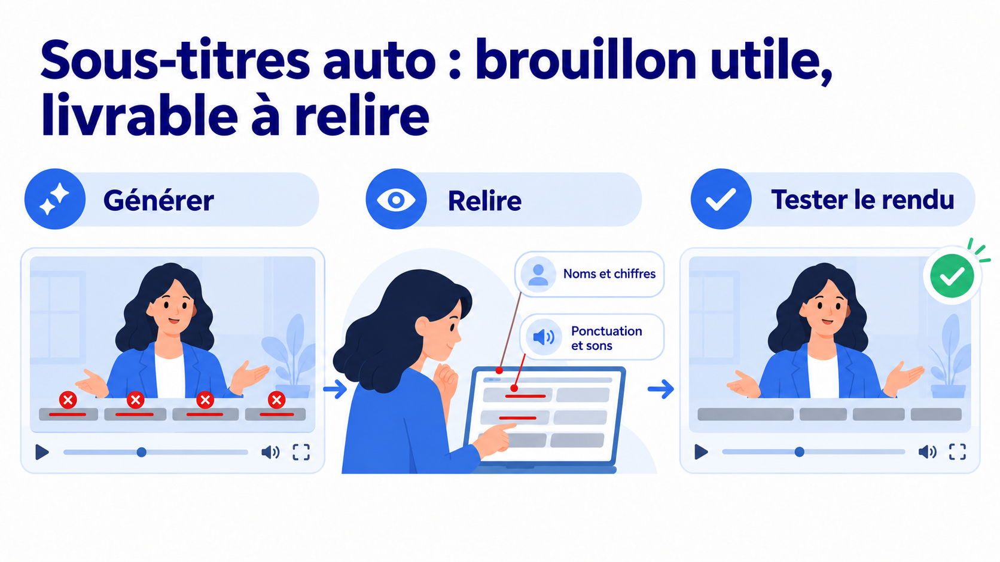 Sous-titres auto : brouillon utile,
livrable à relire
Générer
Relire
Tester le rendu
Noms et chiffres
Ponctuation
et sons